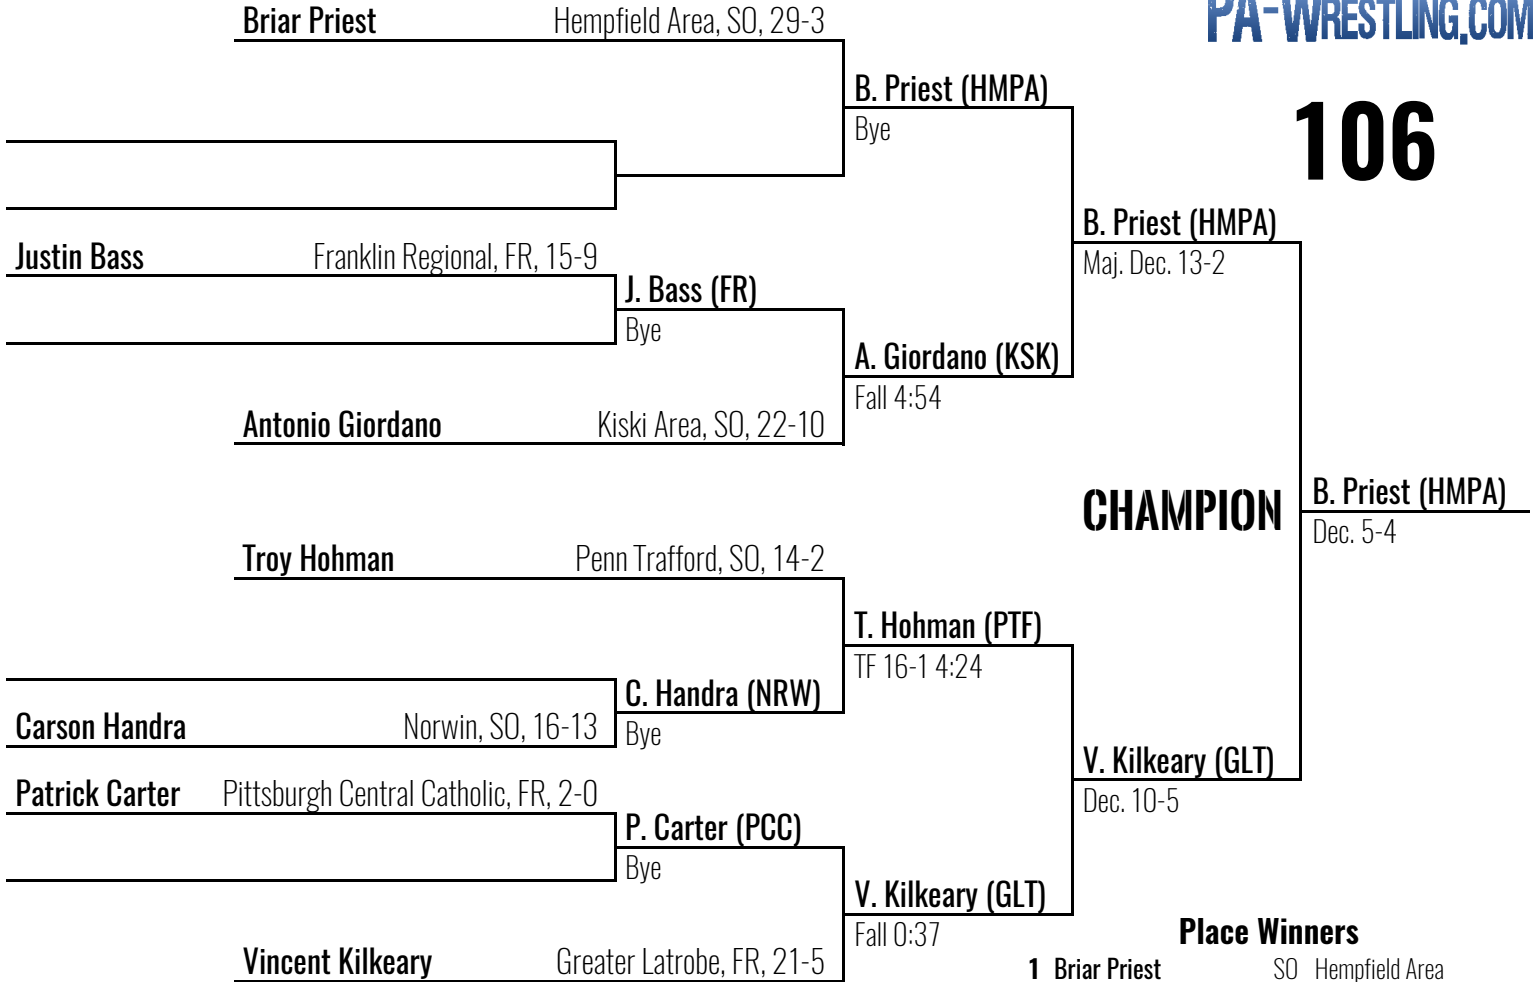 Briar Priest Hempfield Area, SO, 29-3
PA-WRESTLING.COM
B. Priest (HMPA)
Bye
106
B. Priest (HMPA)
Maj. Dec. 13-2
Justin Bass Franklin Regional, FR, 15-9
J. Bass (FR)
Bye
A. Giordano (KSK)
Fall 4:54
Antonio Giordano Kiski Area, SO, 22-10
CHAMPION
B. Priest (HMPA)
Dec. 5-4
Troy Hohman Penn Trafford, SO, 14-2
T. Hohman (PTF)
TF 16-1 4:24
C. Handra (NRW)
Bye
Carson Handra Norwin, SO, 16-13
V. Kilkeary (GLT)
Dec. 10-5
Patrick Carter Pittsburgh Central Catholic, FR, 2-0
P. Carter (PCC)
Bye
V. Kilkeary (GLT)
Fall 0:37
Vincent Kilkeary Greater Latrobe, FR, 21-5
Place Winners
1 Briar Priest SO Hempfield Area